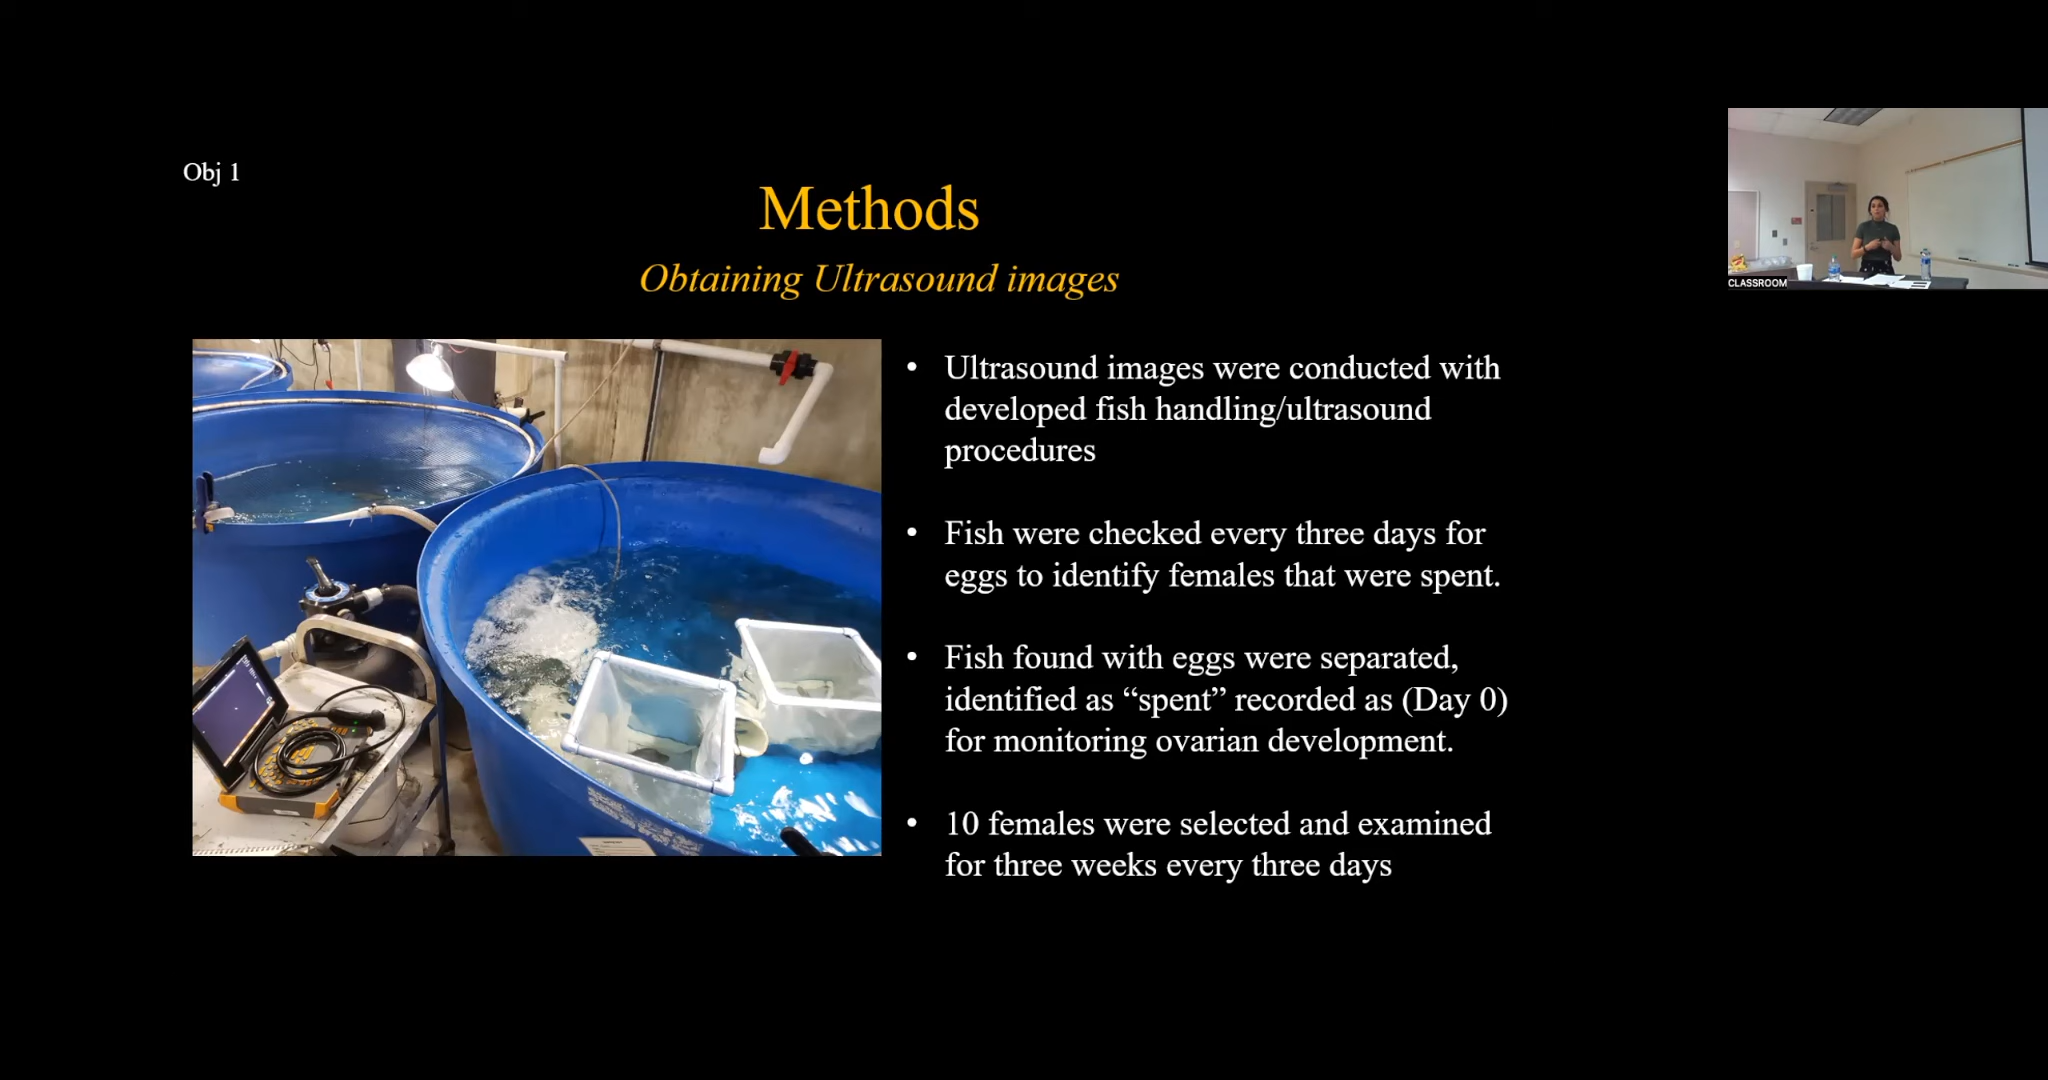 Obj 1
Methods
Obtaining Ultrasound images
• Ultrasound images were conducted with
developed fish handling/ultrasound
procedures
• Fish were checked every three days for
eggs to identify females that were spent.
• Fish found with eggs were separated,
identified as “spent” recorded as (Day 0)
for monitoring ovarian development.
• 10 females were selected and examined
for three weeks every three days
CLASSROOM